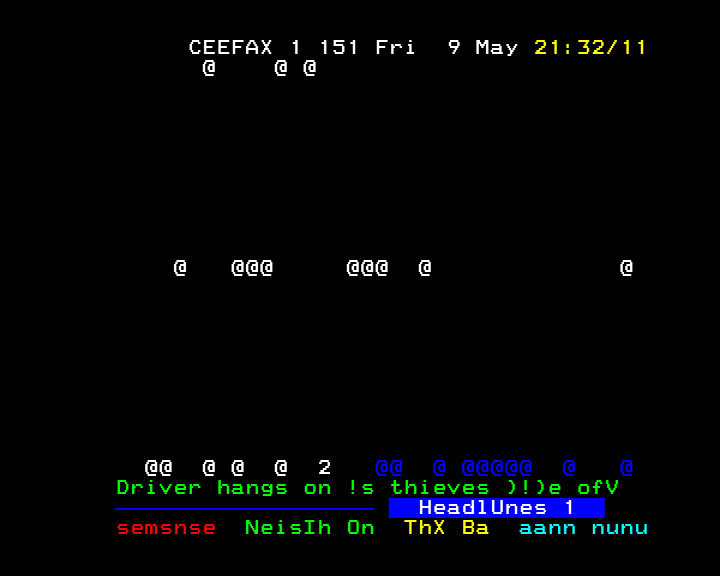 CEEFAX 1 151 Fri  9 May 21:32/11
@    @ @
@   @@@     @@@  @             @
@@  @ @  @  2   @@  @ @@@@@  @   @
Driver hangs on !s thieves )!)e ofV
HeadlUnes 1
semsnse  NeisIh On  ThX Ba  aann nunu